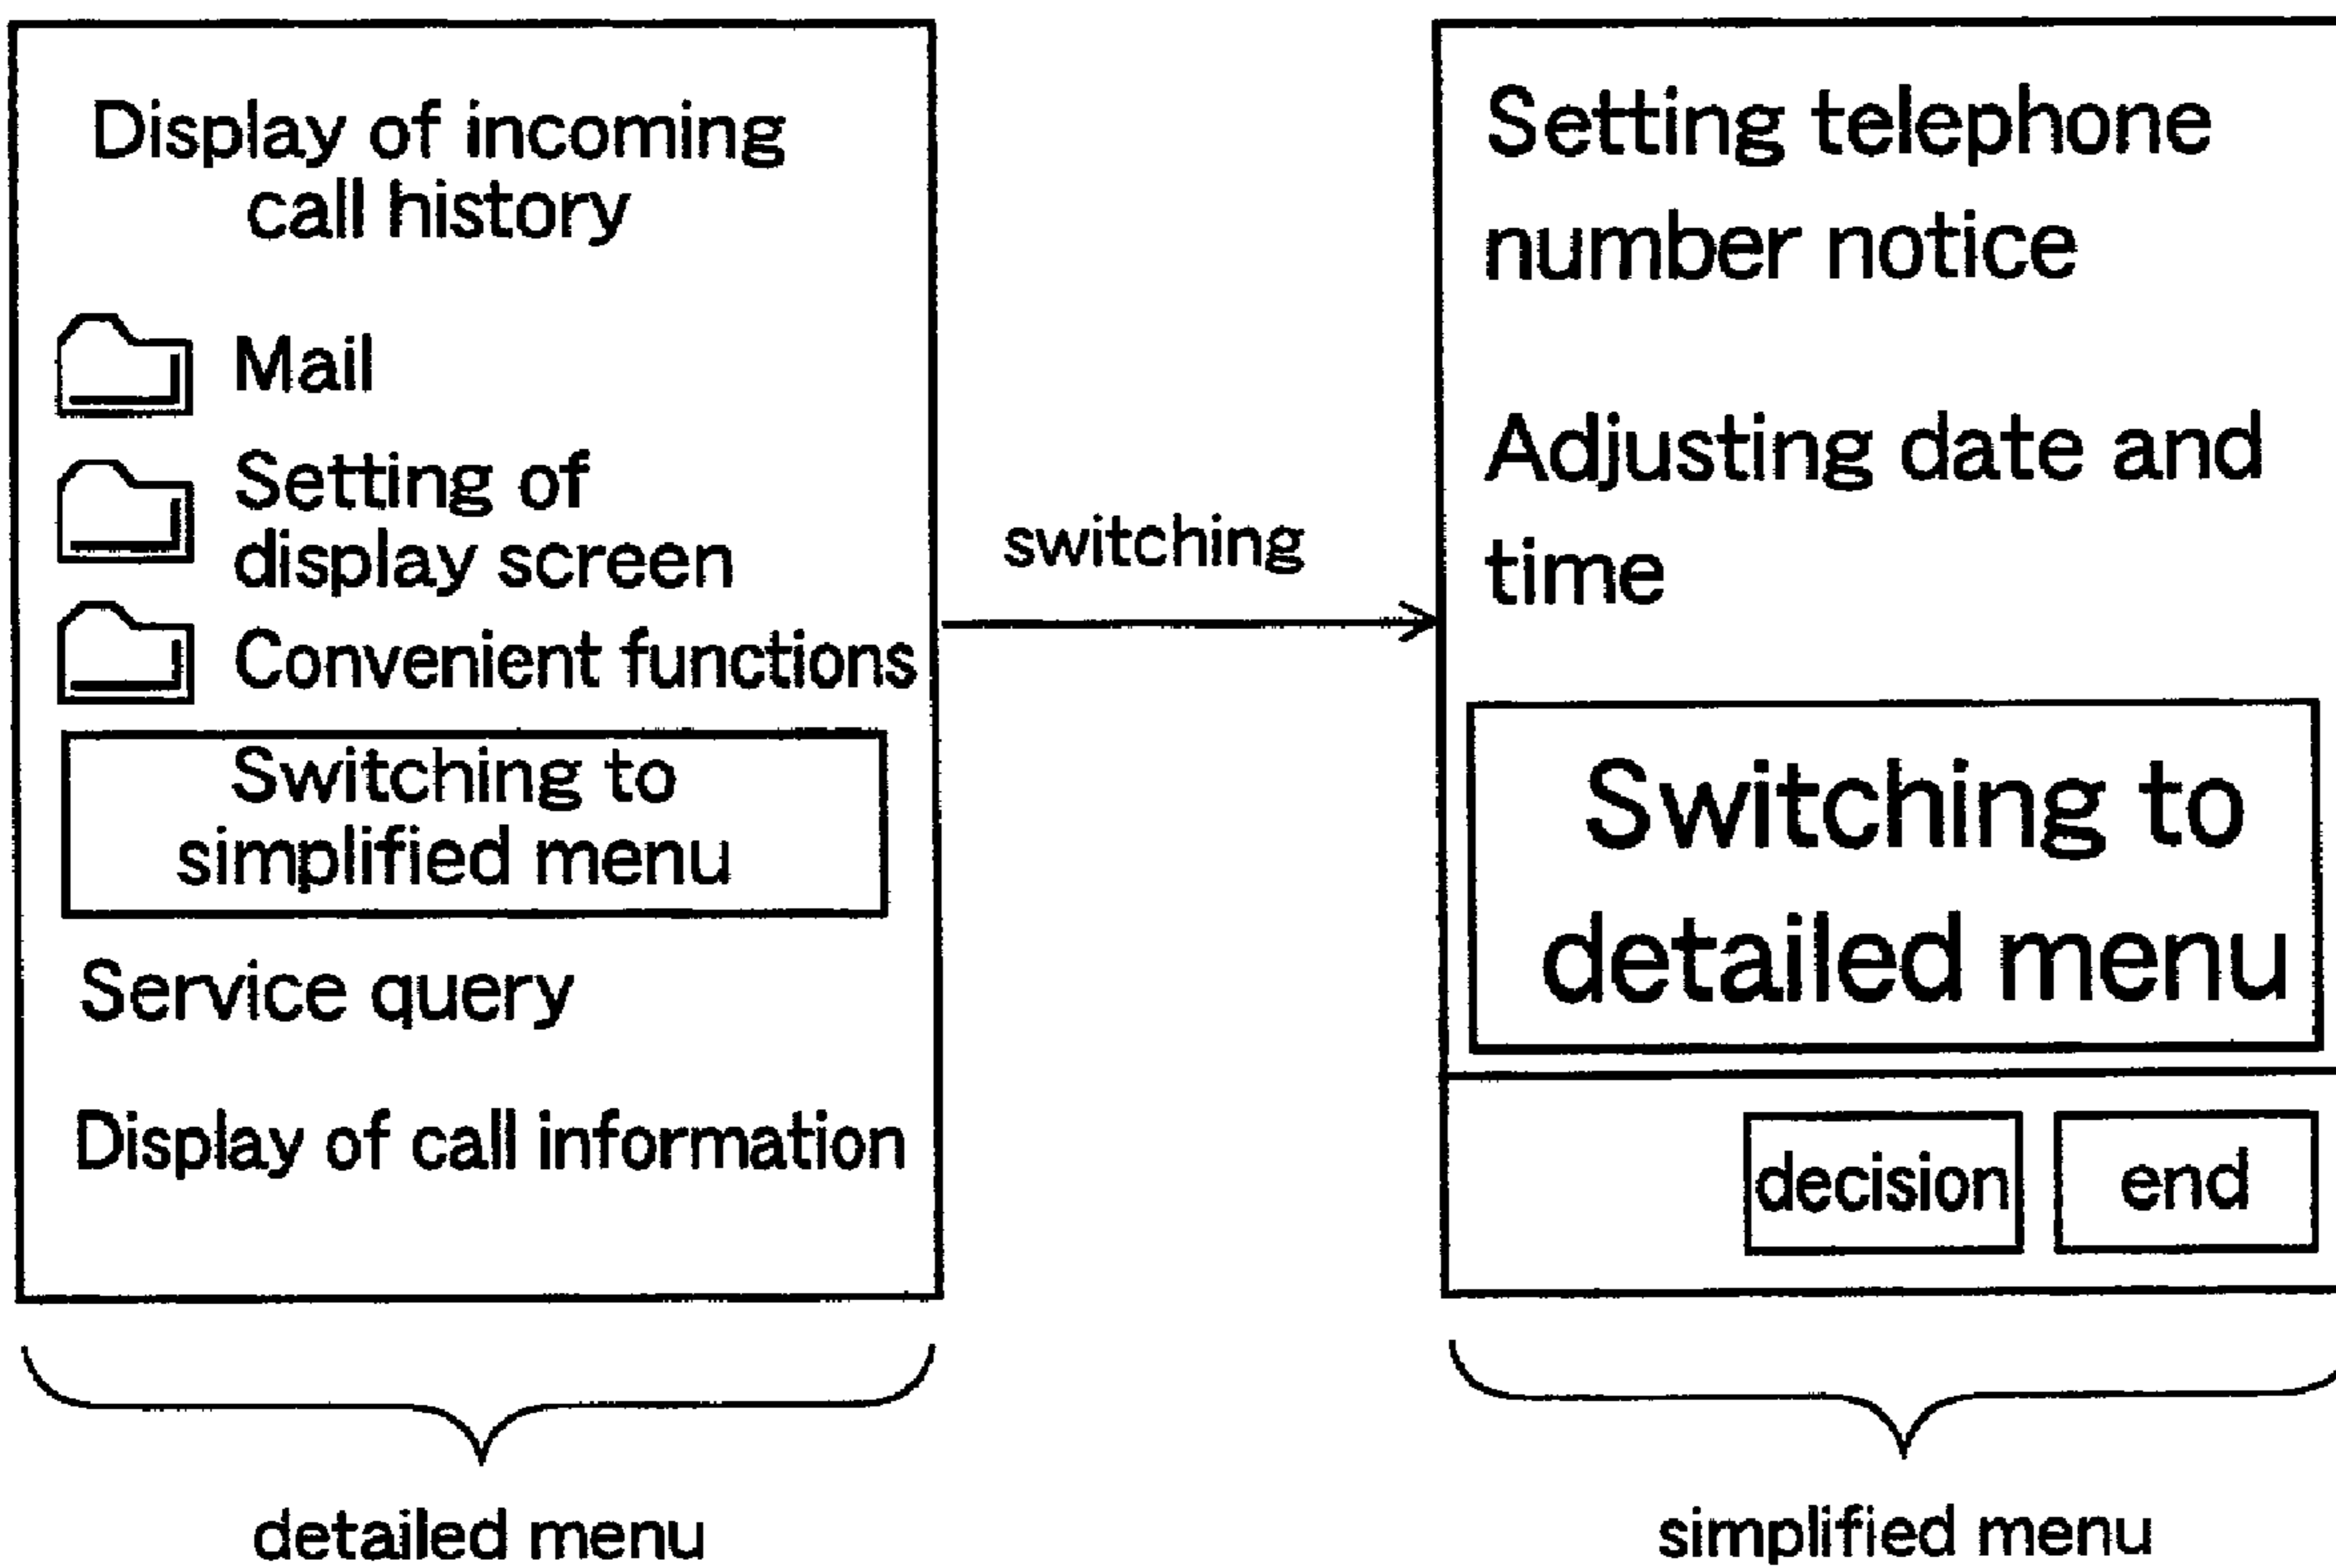 Display of incoming
call history
Mail
Setting of
display screen
Convenient functions
Switching to
simplified menu
Service query
Display of call information
detailed menu
switching
Setting telephone
number notice
Adjusting date and
time
Switching to
detailed menu
decision
end
simplified menu